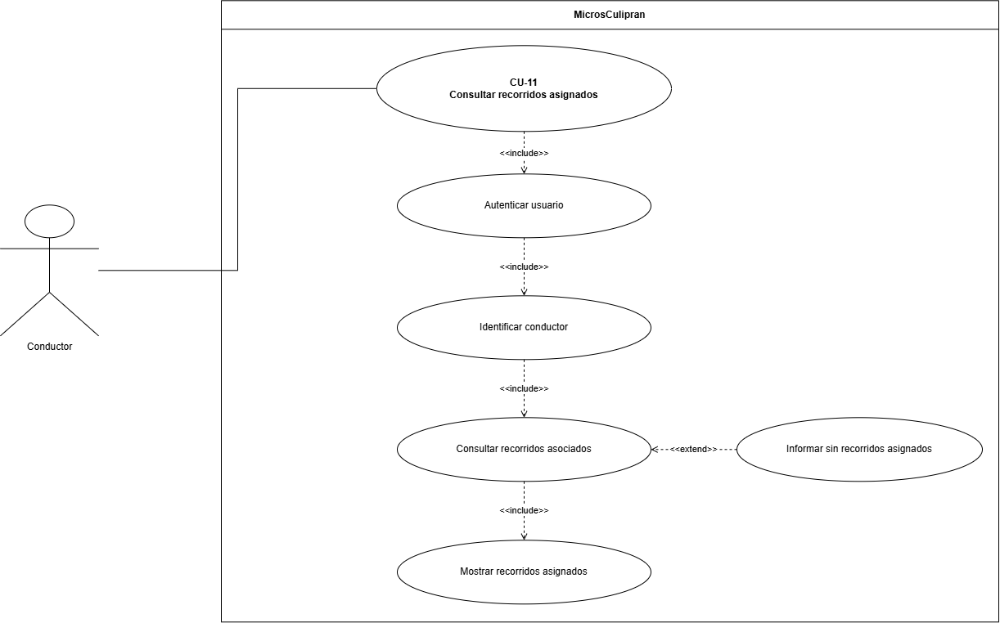 MicrosCulipran
CU-11
Consultar recorridos asignados
<<include>>
Autenticar usuario
<<include>>
Identificar conductor
Conductor
<<include>>
Consultar recorridos asociados
<<extend>>
Informar sin recorridos asignados
<<include>>
Mostrar recorridos asignados